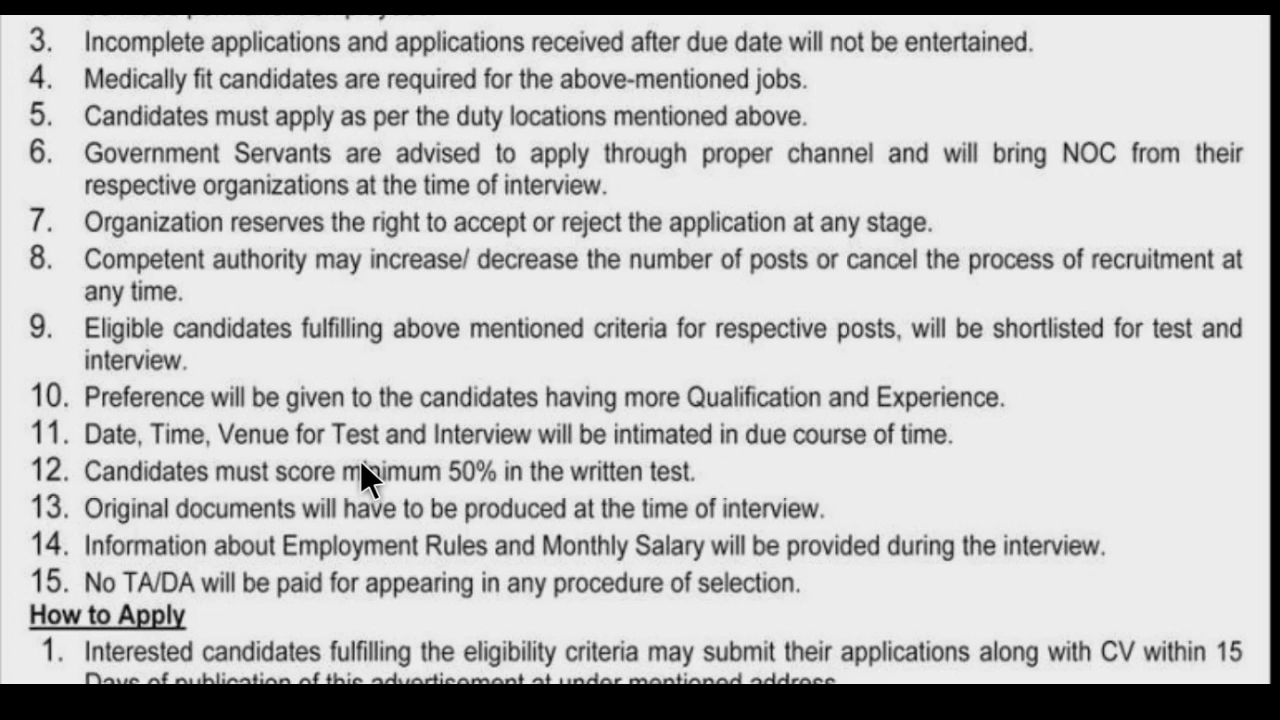 3. Incomplete applications and applications received after due date will not be entertained.
4. Medically fit candidates are required for the above-mentioned jobs.
5. Candidates must apply as per the duty locations mentioned above.
6. Government Servants are advised to apply through proper channel and will bring NOC from their
respective organizations at the time of interview.
7. Organization reserves the right to accept or reject the application at any stage.
8. Competent authority may increase/ decrease the number of posts or cancel the process of recruitment at
any time.
9. Eligible candidates fulfilling above mentioned criteria for respective posts, will be shortlisted for test and
interview.
10. Preference will be given to the candidates having more Qualification and Experience.
11. Date, Time, Venue for Test and Interview will be intimated in due course of time.
12. Candidates must score minimum 50% in the written test.
13. Original documents will have to be produced at the time of interview.
14. Information about Employment Rules and Monthly Salary will be provided during the interview.
15. No TA/DA will be paid for appearing in any procedure of selection.
How to Apply
1. Interested candidates fulfilling the eligibility criteria may submit their applications along with CV within 15
Days of publication of this advertisement at under mentioned address